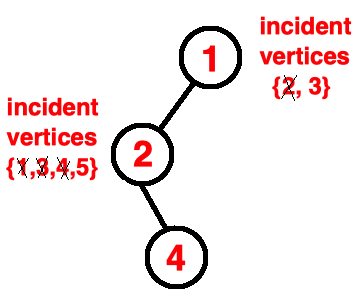 incident
vertices
{2, 3}
1
incident
vertices
{1,3,4,5}
2
4